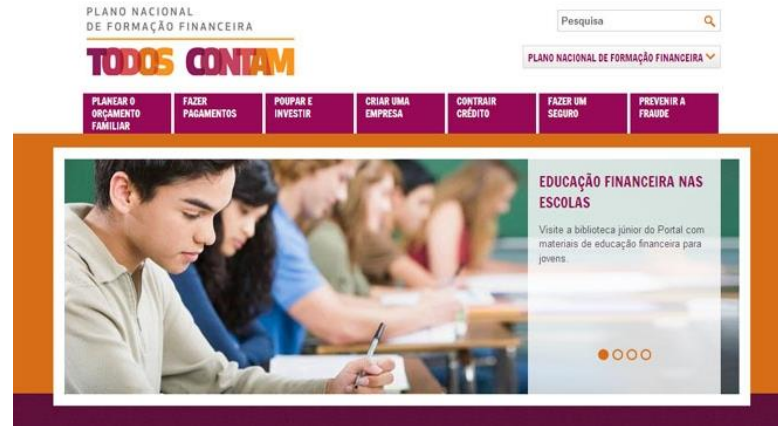 PLANO NACIONAL
DE FORMAÇÃO FINANCEIRA
TODOS CONTAM
Pesquisa
PLANO NACIONAL DE FORMAÇÃO FINANCEIRA
PLANEAR O
ORÇAMENTO
FAMILIAR
FAZER
PAGAMENTOS
POUPAR E
INVESTIR
CRIAR UMA
EMPRESA
CONTRAIR
CRÉDITO
FAZER UM
SEGURO
PREVENIR A
FRAUDE
EDUCAÇÃO FINANCEIRA NAS
ESCOLAS
Visite a biblioteca júnior do Portal com
materiais de educação financeira para
jovens.